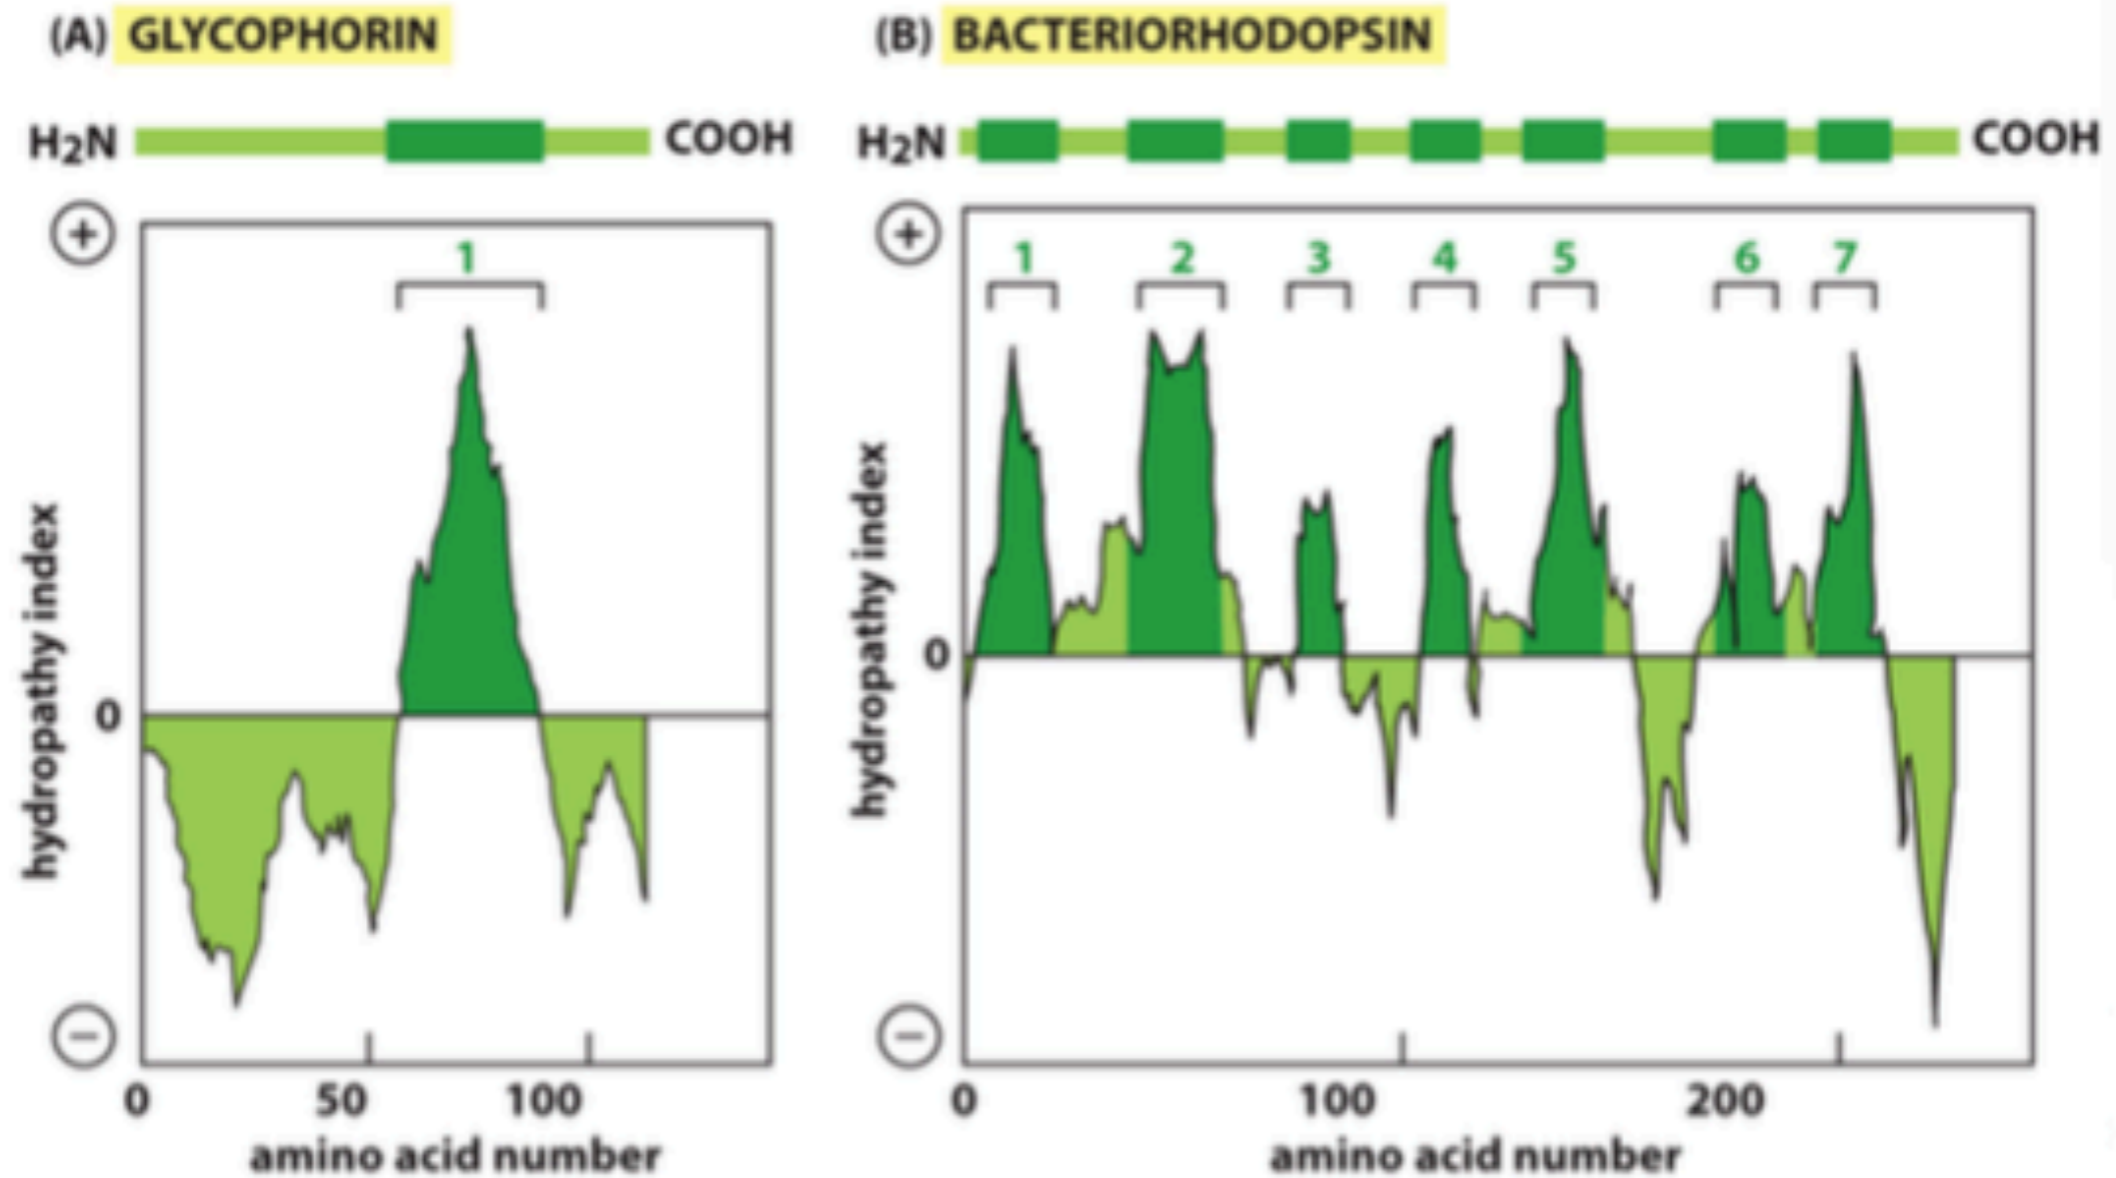 (A) GLYCOPHORIN
H2N COOH
+
1
hydropathy index
0
−
0 50 100
amino acid number
(B) BACTERIORHODOPSIN
H2N COOH
+
1 2 3 4 5 6 7
hydropathy index
0
−
0 100 200
amino acid number